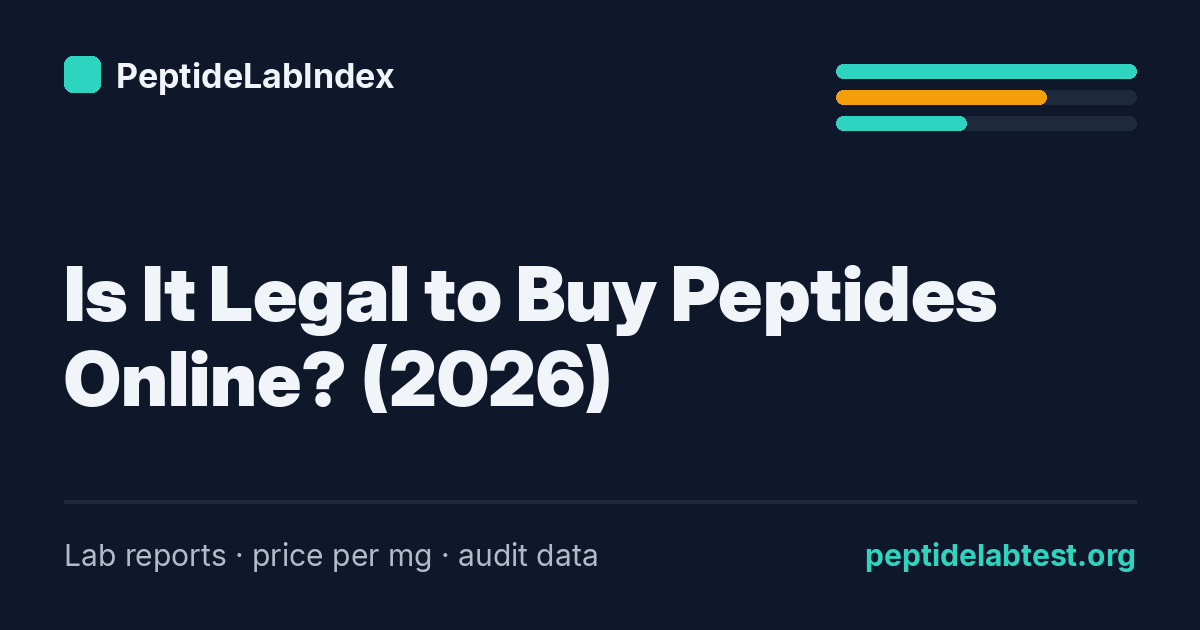 PeptideLabIndex
Is It Legal to Buy Peptides
Online? (2026)
Lab reports · price per mg · audit data
peptidelabtest.org